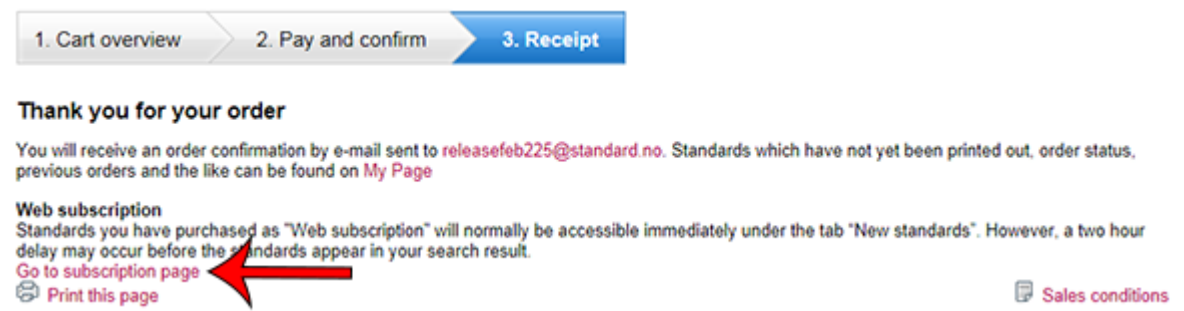 1. Cart overview 2. Pay and confirm 3. Receipt
Thank you for your order
You will receive an order confirmation by e-mail sent to releasefeb225@standard.no. Standards which have not yet been printed out, order status,
previous orders and the like can be found on My Page
Web subscription
Standards you have purchased as "Web subscription" will normally be accessible immediately under the tab "New standards". However, a two hour
delay may occur before the standards appear in your search result.
Go to subscription page
Print this page Sales conditions